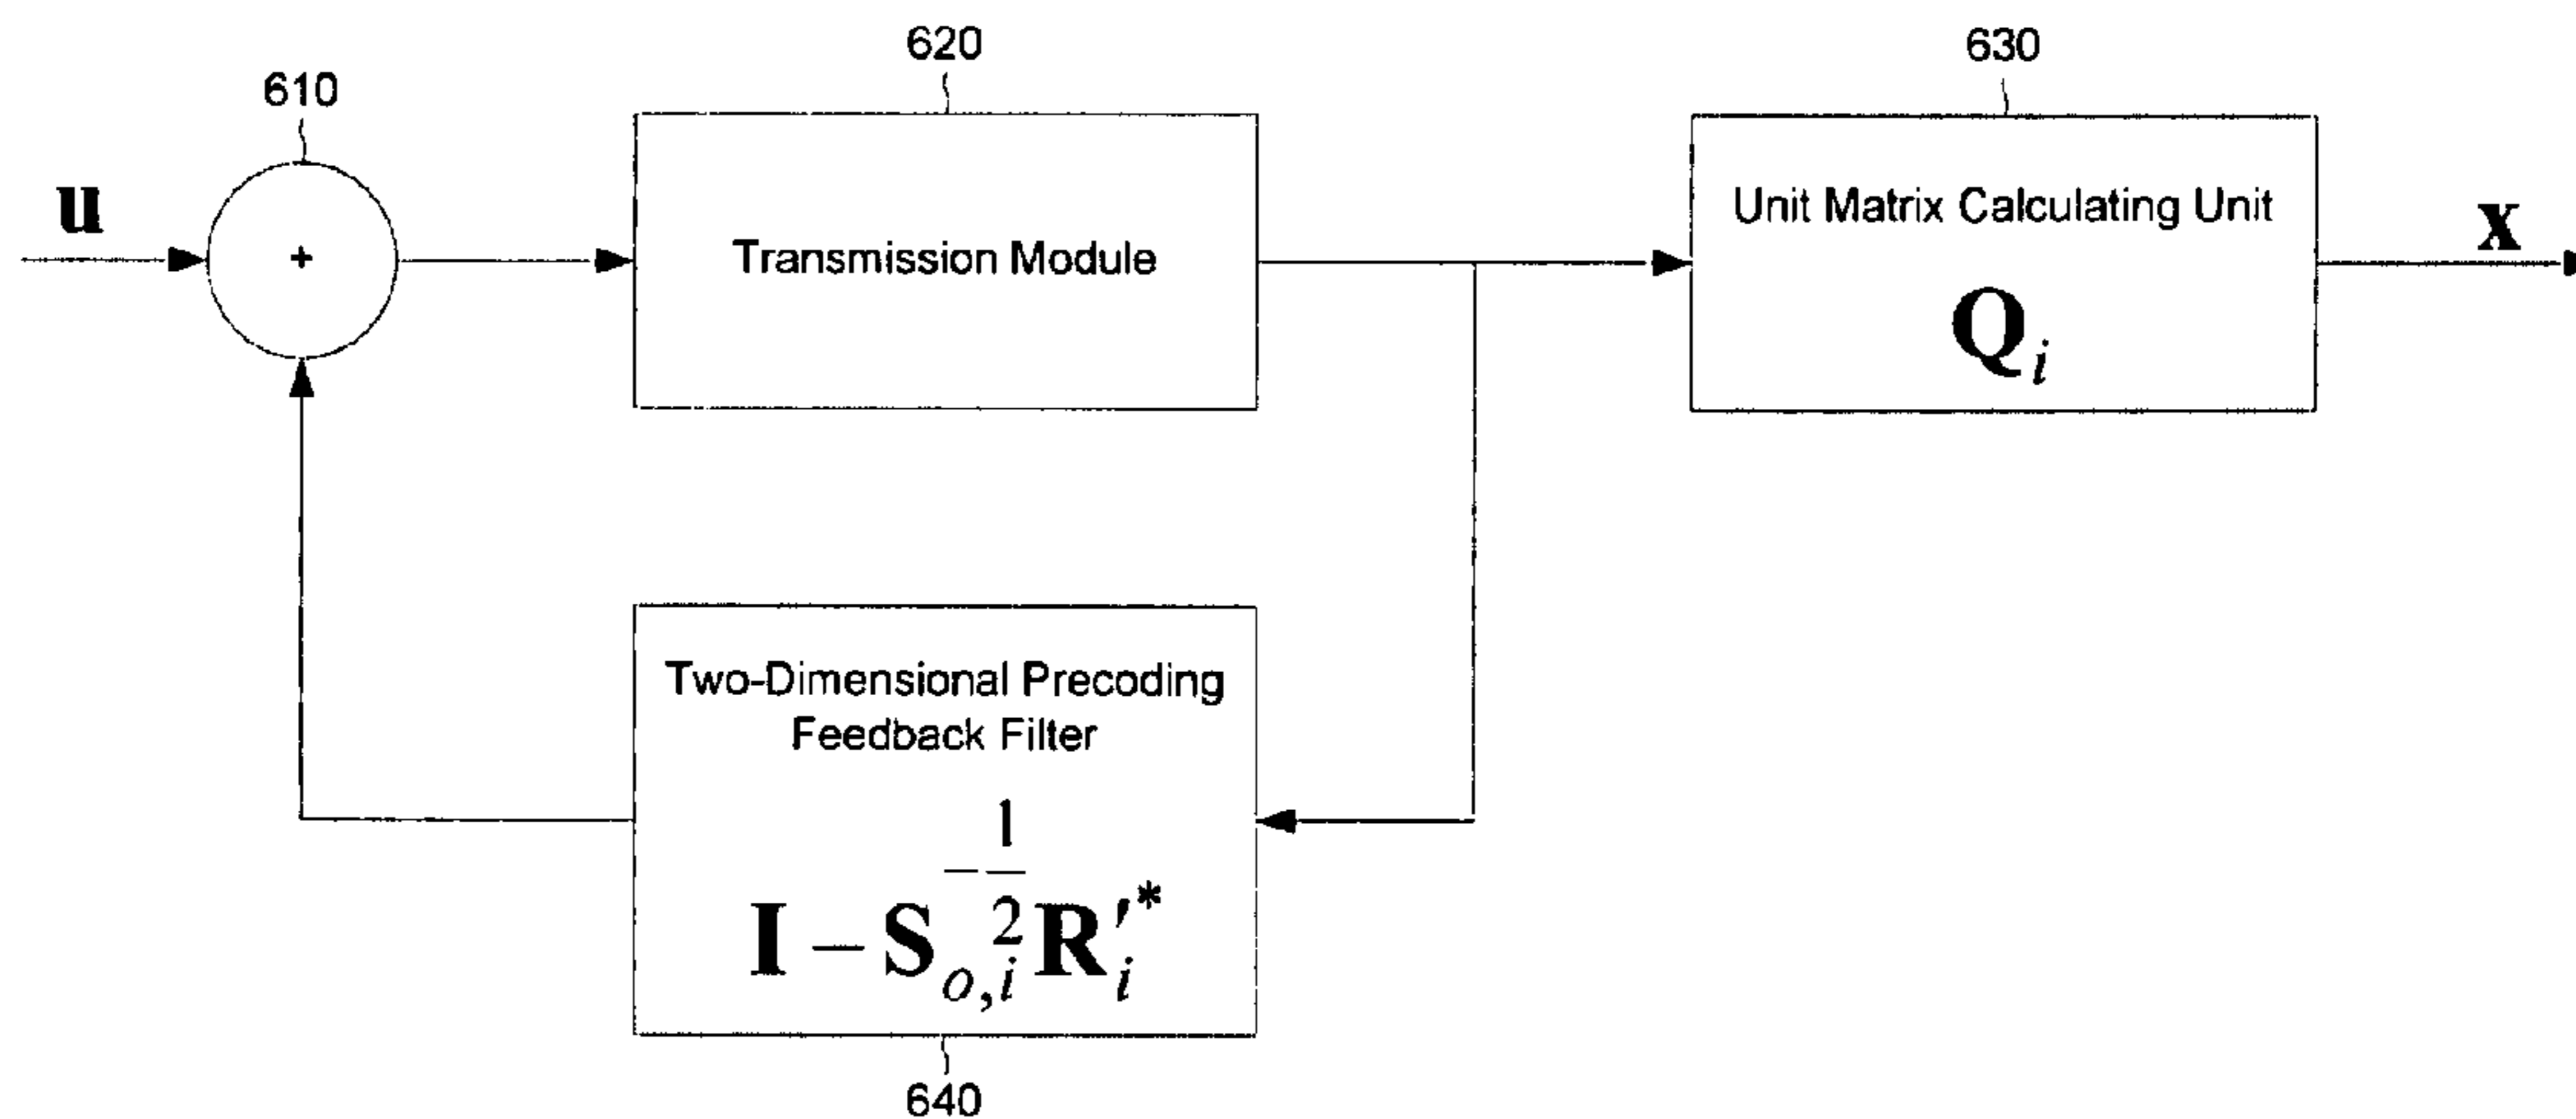 620
630
610
u
+
Transmission Module
Unit Matrix Calculating Unit
Q_i
x
Two-Dimensional Precoding
Feedback Filter
I − S_{o,i}^{−1/2} R_i'^*
640